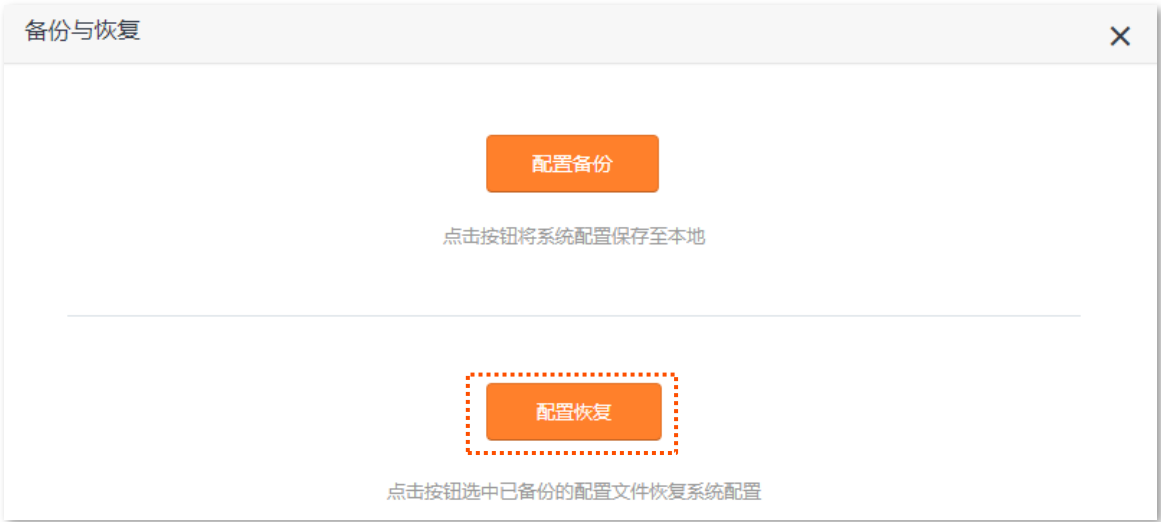 备份与恢复
配置备份
点击按钮将系统配置保存至本地
配置恢复
点击按钮选中已备份的配置文件恢复系统配置